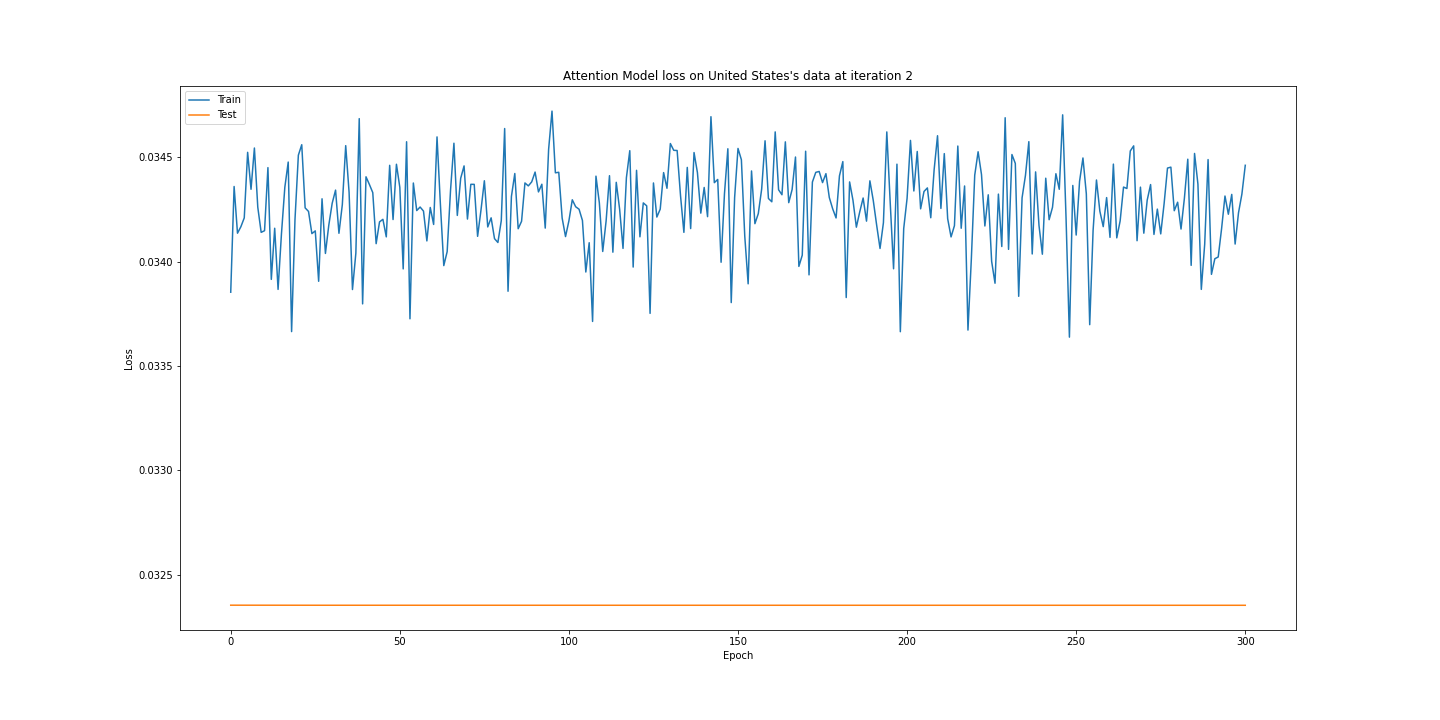 Attention Model loss on United States's data at iteration 2
Train
Test
0.0345
0.0340
0.0335
0.0330
0.0325
Loss
0 50 100 150 200 250 300
Epoch